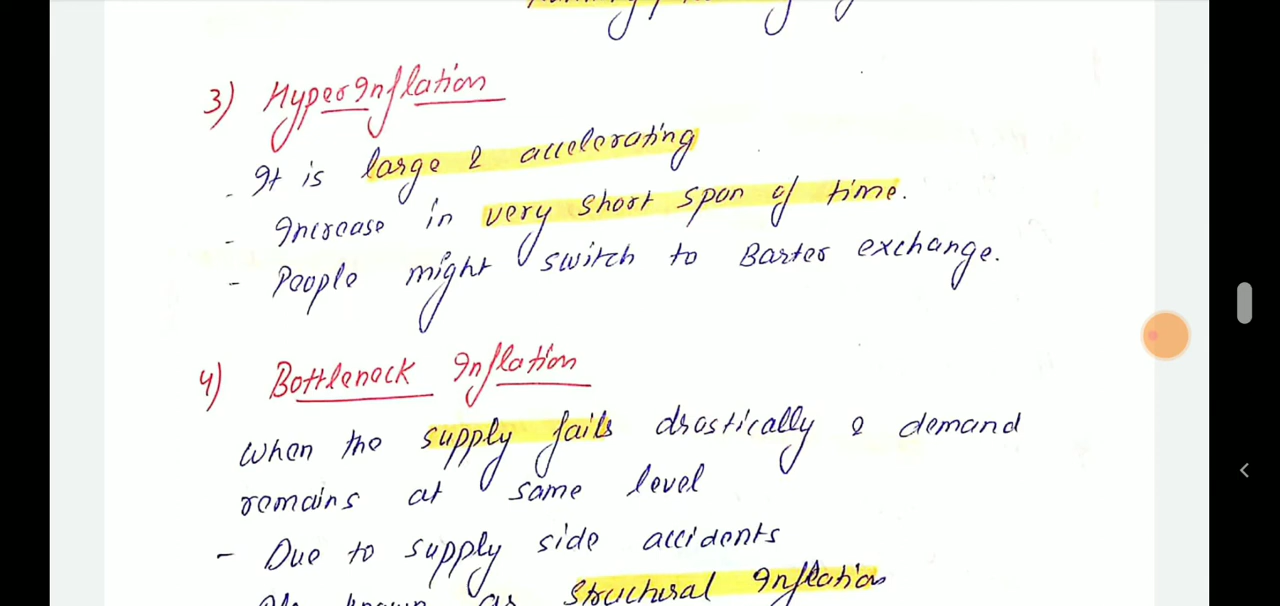 3) HyperInflation
- It is large & accelerating
- Increase in very short span of time.
- People might switch to Barter exchange.
4) Bottleneck Inflation
When the supply fails drastically & demand
remains at same level
- Due to supply side accidents
known as Structural Inflation